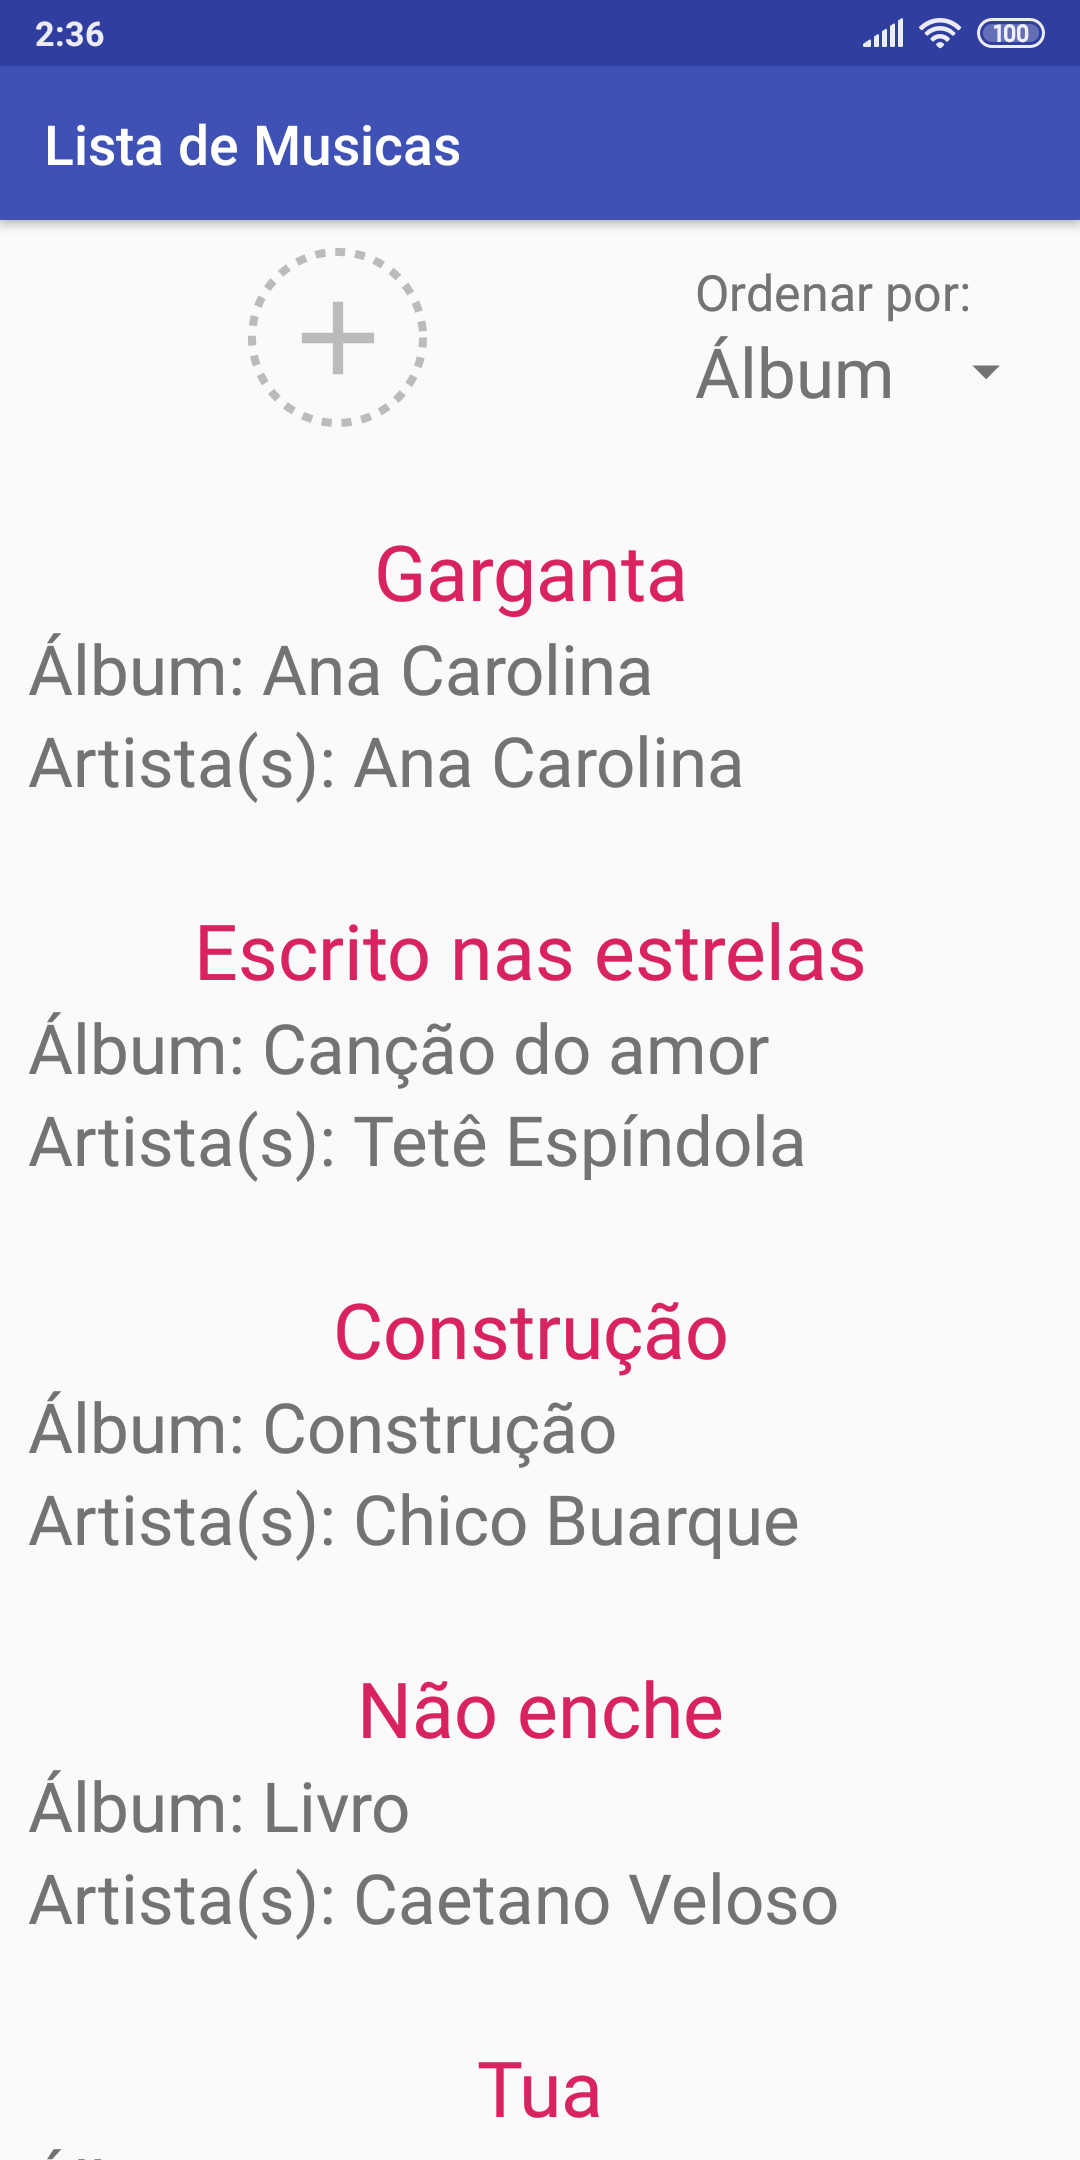 2:36
100
Lista de Musicas
Ordenar por:
Álbum
Garganta
Álbum: Ana Carolina
Artista(s): Ana Carolina
Escrito nas estrelas
Álbum: Canção do amor
Artista(s): Tetê Espíndola
Construção
Álbum: Construção
Artista(s): Chico Buarque
Não enche
Álbum: Livro
Artista(s): Caetano Veloso
Tua